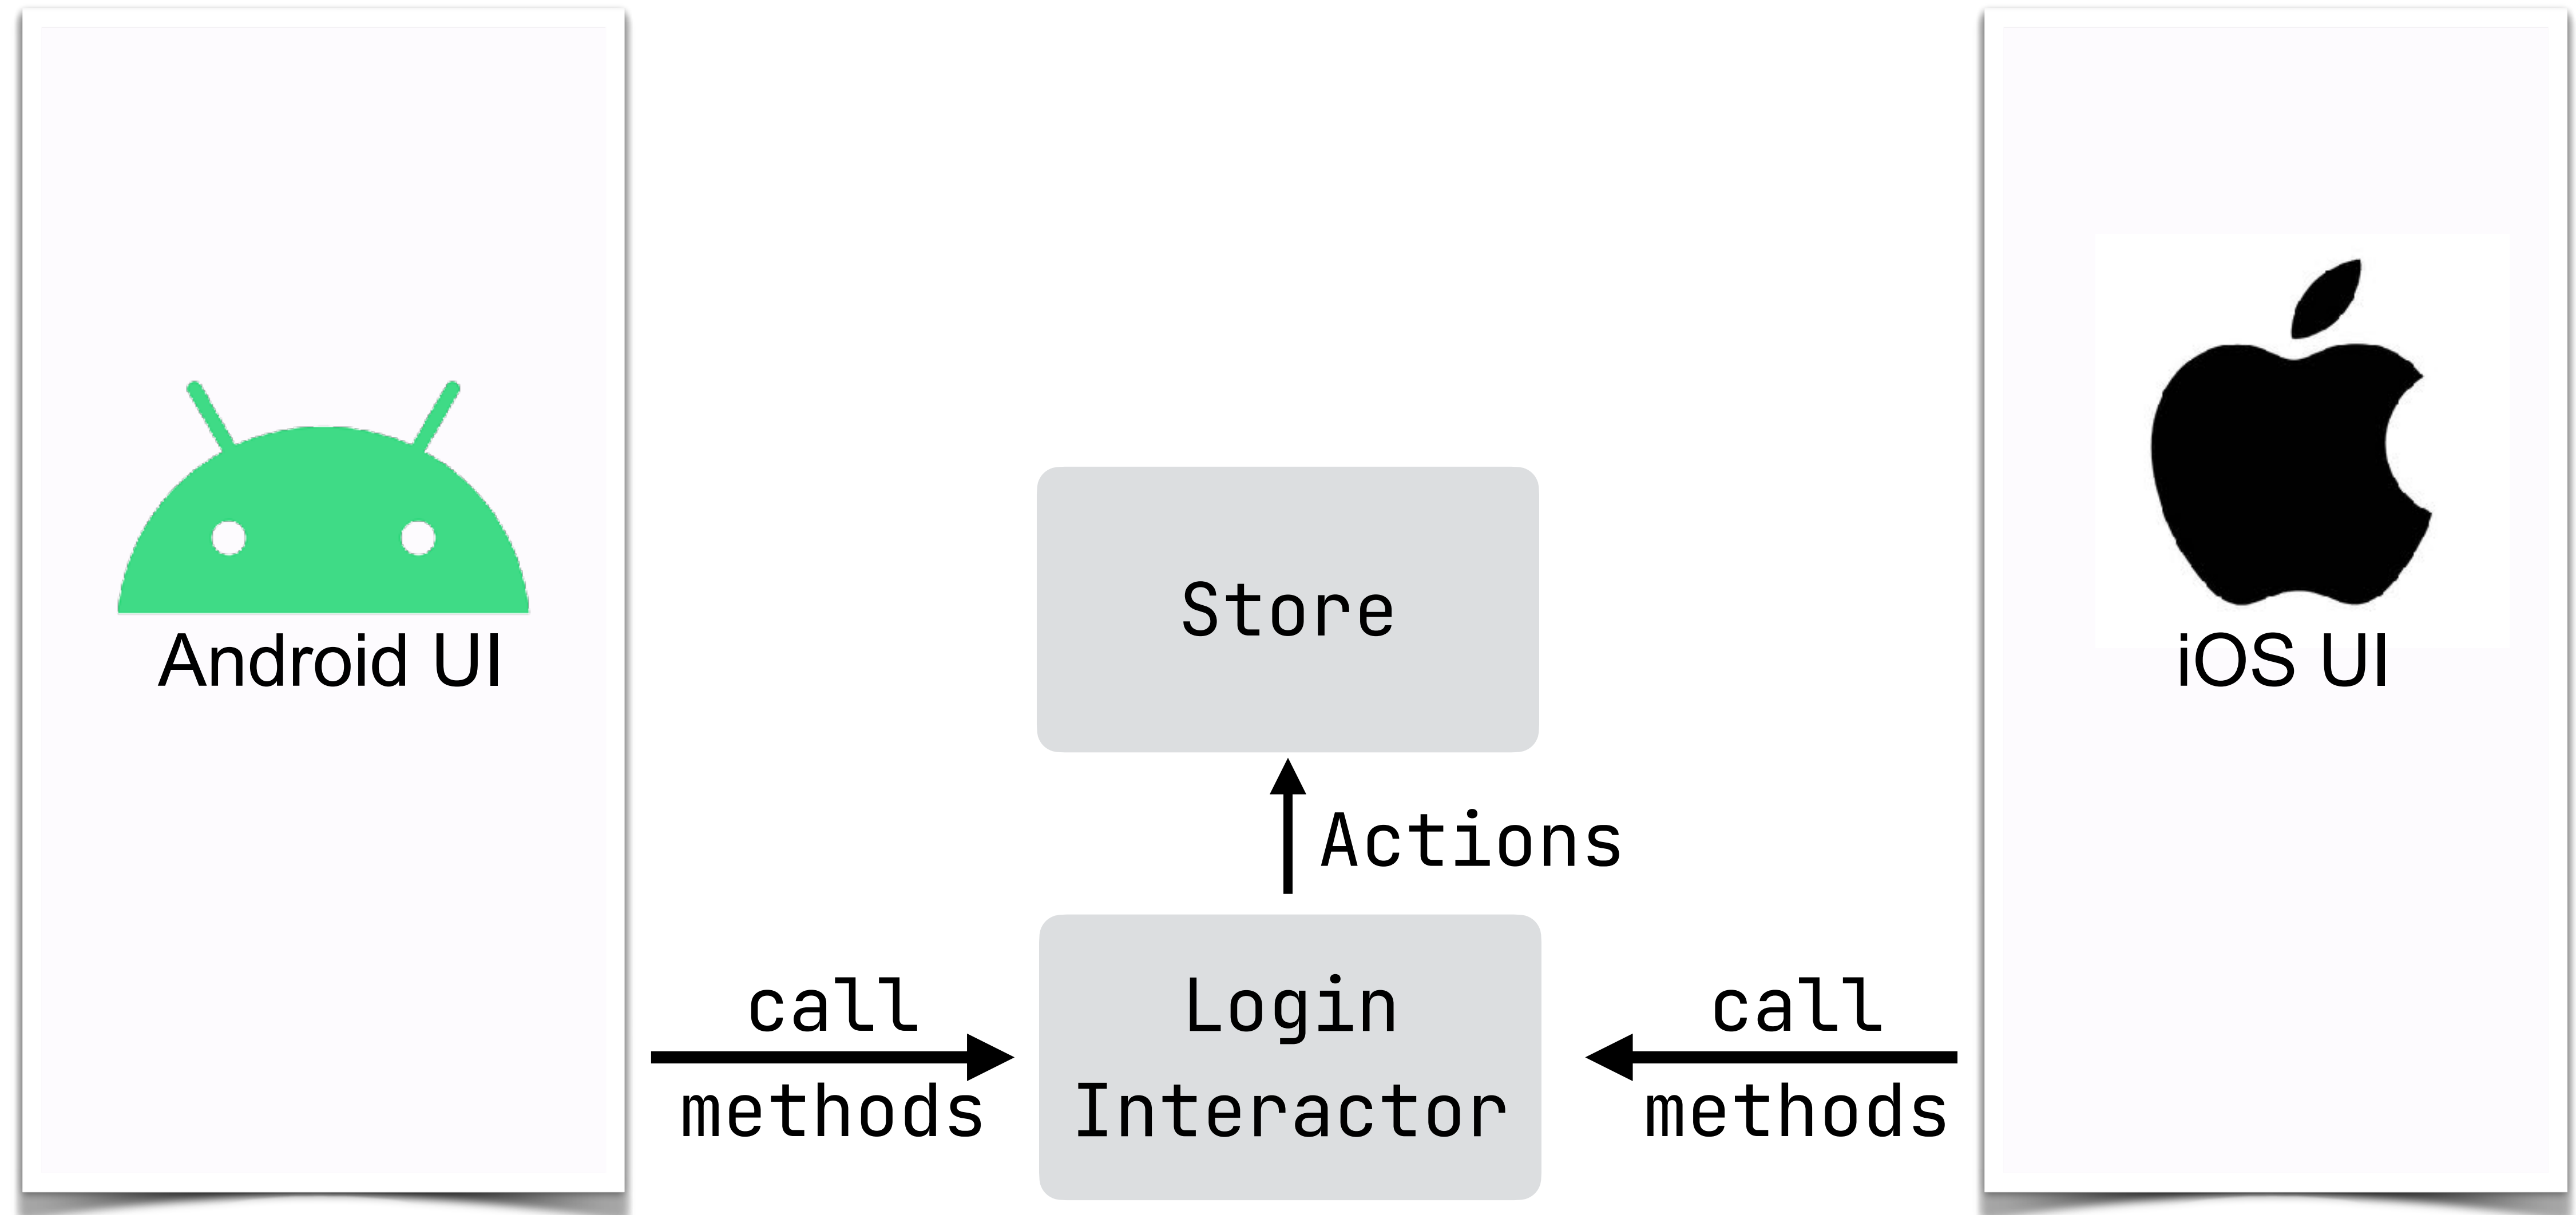 Android UI
Store
iOS UI
Actions
call
methods
Login
Interactor
call
methods